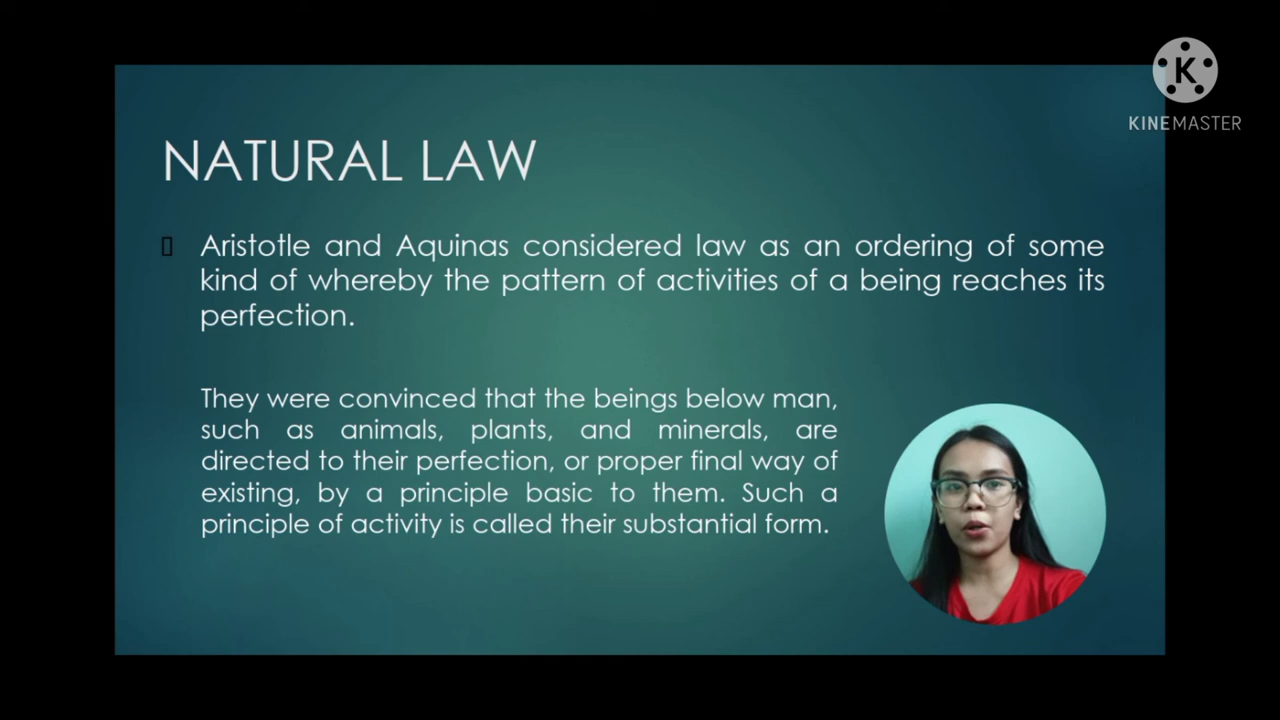 K
KINEMASTER
NATURAL LAW
Aristotle and Aquinas considered law as an ordering of some
kind of whereby the pattern of activities of a being reaches its
perfection.
They were convinced that the beings below man,
such as animals, plants, and minerals, are
directed to their perfection, or proper final way of
existing, by a principle basic to them. Such a
principle of activity is called their substantial form.